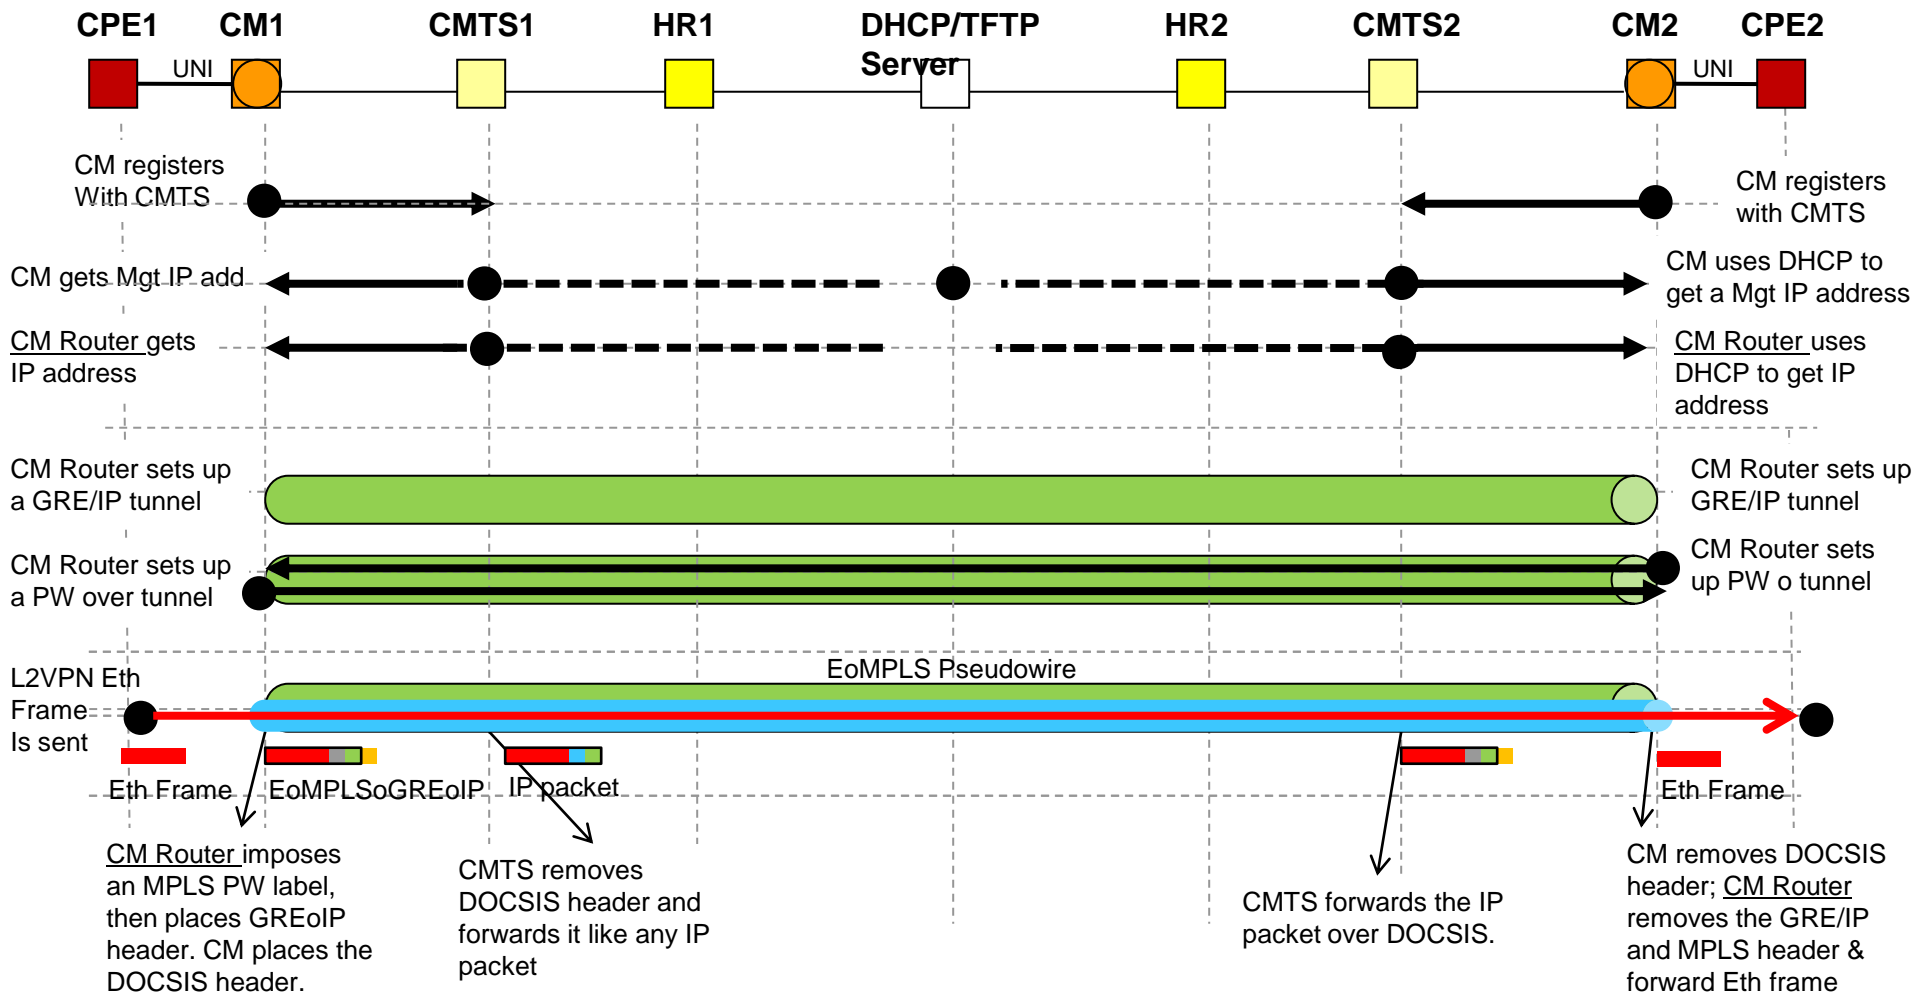 CPE1 CM1 CMTS1 HR1 DHCP/TFTP HR2 CMTS2 CM2 CPE2
Server
UNI UNI
CM registers
With CMTS
CM registers
with CMTS
CM gets Mgt IP add
CM uses DHCP to
get a Mgt IP address
CM Router gets
IP address
CM Router uses
DHCP to get IP
address
CM Router sets up
a GRE/IP tunnel
CM Router sets up
GRE/IP tunnel
CM Router sets up
a PW over tunnel
CM Router sets
up PW o tunnel
EoMPLS Pseudowire
L2VPN Eth
Frame
Is sent
Eth Frame EoMPLSoGREoIP IP packet Eth Frame
CM Router imposes
an MPLS PW label,
then places GREoIP
header. CM places the
DOCSIS header.
CMTS removes
DOCSIS header and
forwards it like any IP
packet
CMTS forwards the IP
packet over DOCSIS.
CM removes DOCSIS
header; CM Router
removes the GRE/IP
and MPLS header &
forward Eth frame